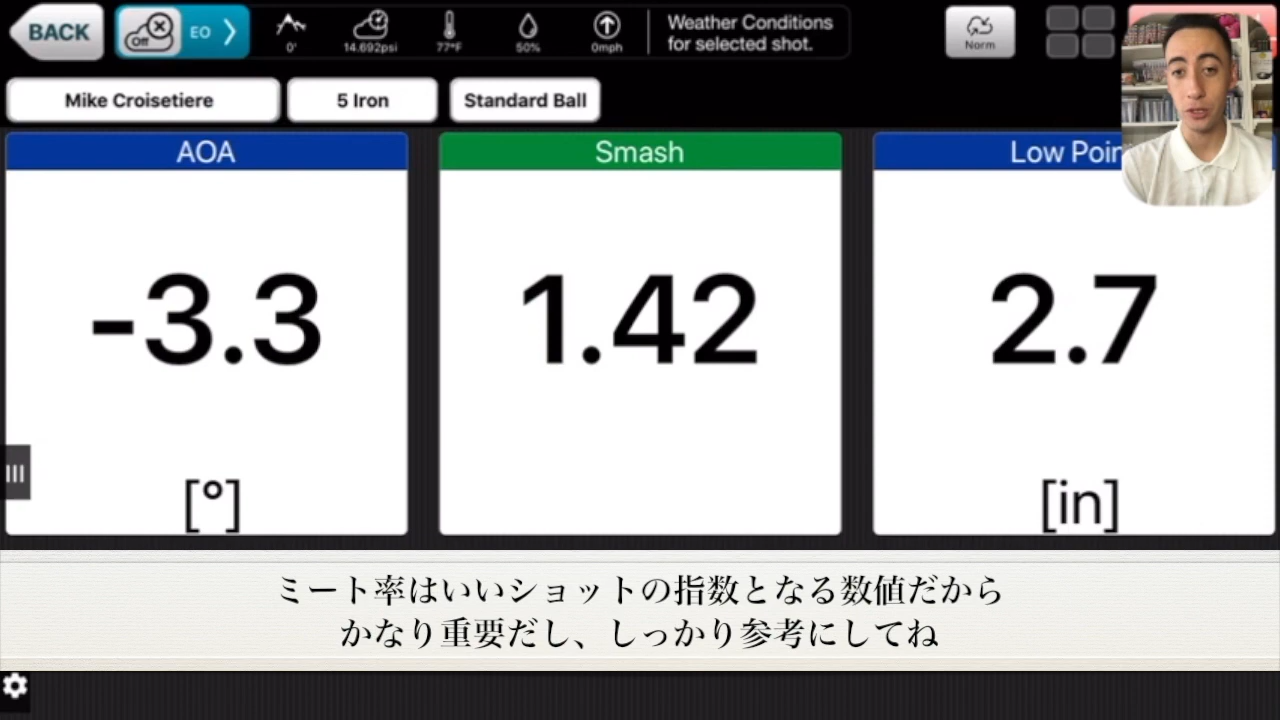 BACK
Off
EO
0'
14.692psi
77°F
50%
0mph
Weather Conditions
for selected shot.
Norm
Mike Croisetiere
5 Iron
Standard Ball
AOA
-3.3
[°]
Smash
1.42
Low Poin
2.7
[in]
ミート率はいいショットの指数となる数値だから
かなり重要だし、しっかり参考にしてね